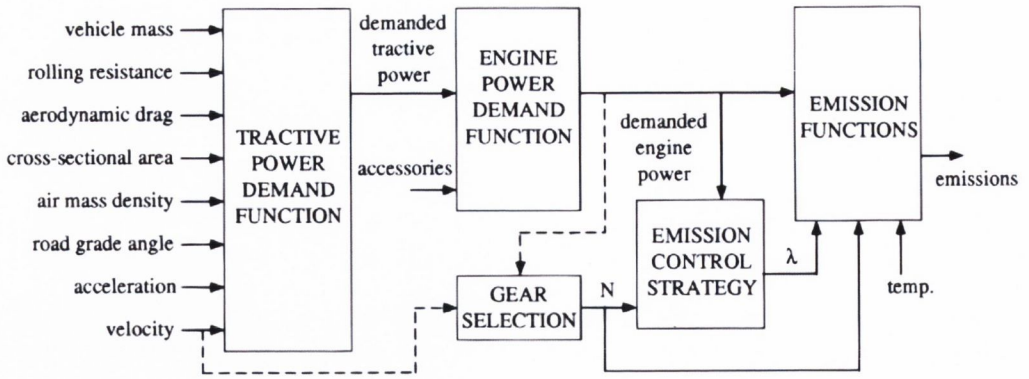 vehicle mass
rolling resistance
aerodynamic drag
cross-sectional area
air mass density
road grade angle
acceleration
velocity
TRACTIVE
POWER
DEMAND
FUNCTION
demanded
tractive
power
accessories
ENGINE
POWER
DEMAND
FUNCTION
demanded
engine
power
GEAR
SELECTION
N
EMISSION
CONTROL
STRATEGY
λ
temp.
EMISSION
FUNCTIONS
emissions